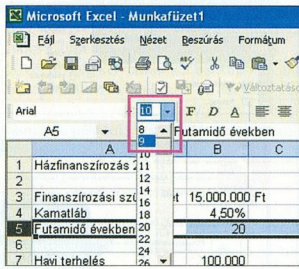 Microsoft Excel - Munkafüzet1
Fájl Szerkesztés Nézet Beszúrás Formátum
Változtatás
Arial 10 F D A
A5 8 Futamidő években
9
A B C
10
1 Házfinanszírozás 11
2 12
14
3 Finanszírozási 16 15.000.000 Ft
4 Kamatláb 18 4,50%
5 Futamidő években 20 20
6 22
7 Havi terhelés 24 100.000
26